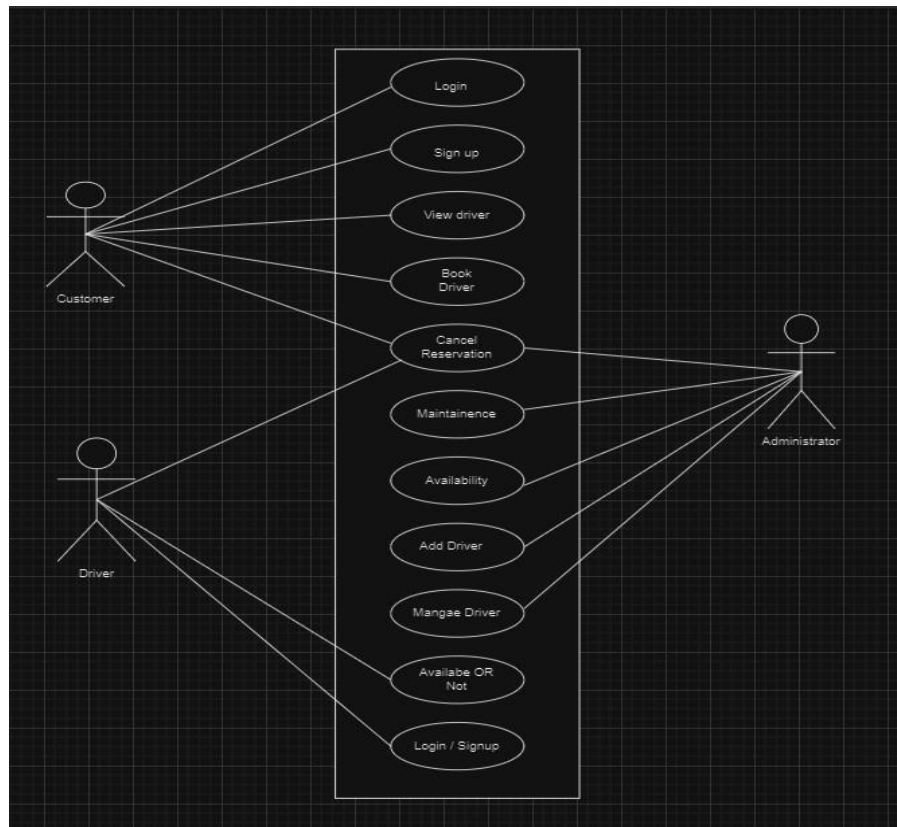 Login
Sign up
View driver
Book
Driver
Customer
Cancel
Reservation
Maintainence
Administrator
Availability
Add Driver
Driver
Mangae Driver
Availabe OR
Not
Login / Signup